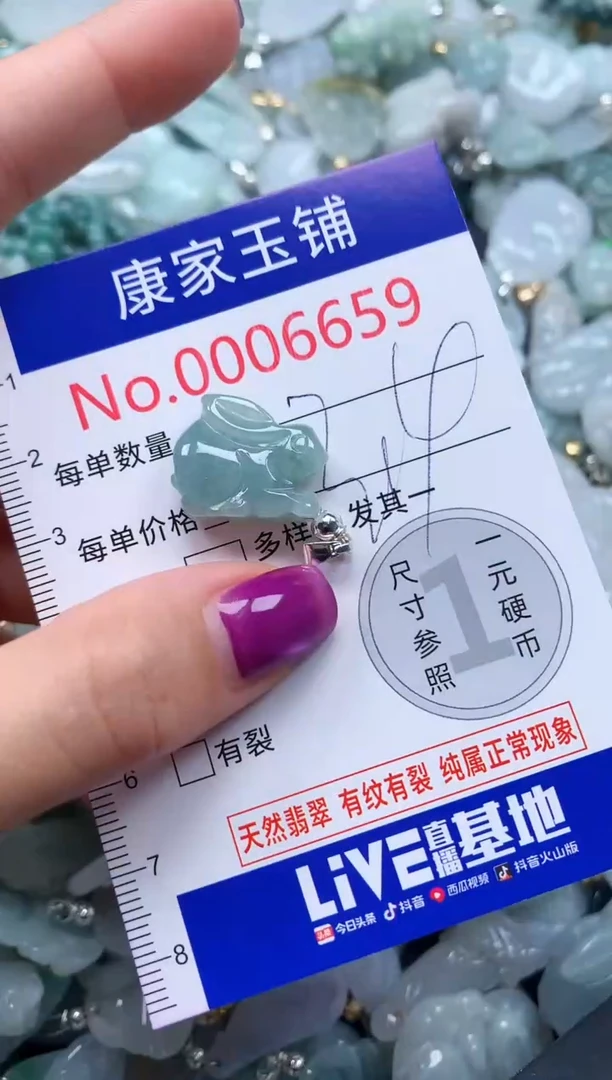 康家玉铺
No.0006659
1
2 每单数量
3 每单价格
多样 发其一
尺寸参照
1
一元硬币
有裂
6
天然翡翠 有纹有裂 纯属正常现象
7
LiVE直播基地
头条 今日头条 抖音 西瓜视频 抖音火山版
8